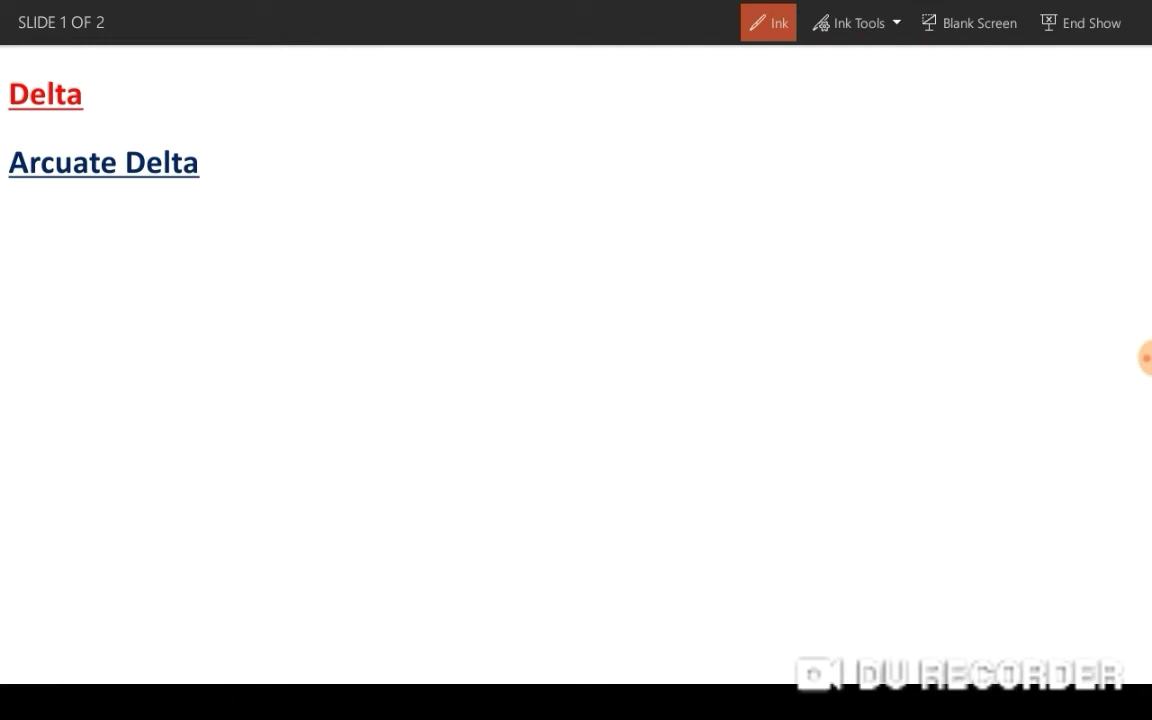 SLIDE 1 OF 2
Ink
Ink Tools
Blank Screen
End Show
Delta
Arcuate Delta
DU RECORDER